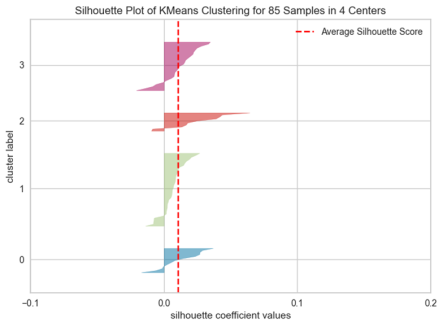 Silhouette Plot of KMeans Clustering for 85 Samples in 4 Centers
Average Silhouette Score
3
2
1
0
cluster label
-0.1
0.0
0.1
0.2
silhouette coefficient values